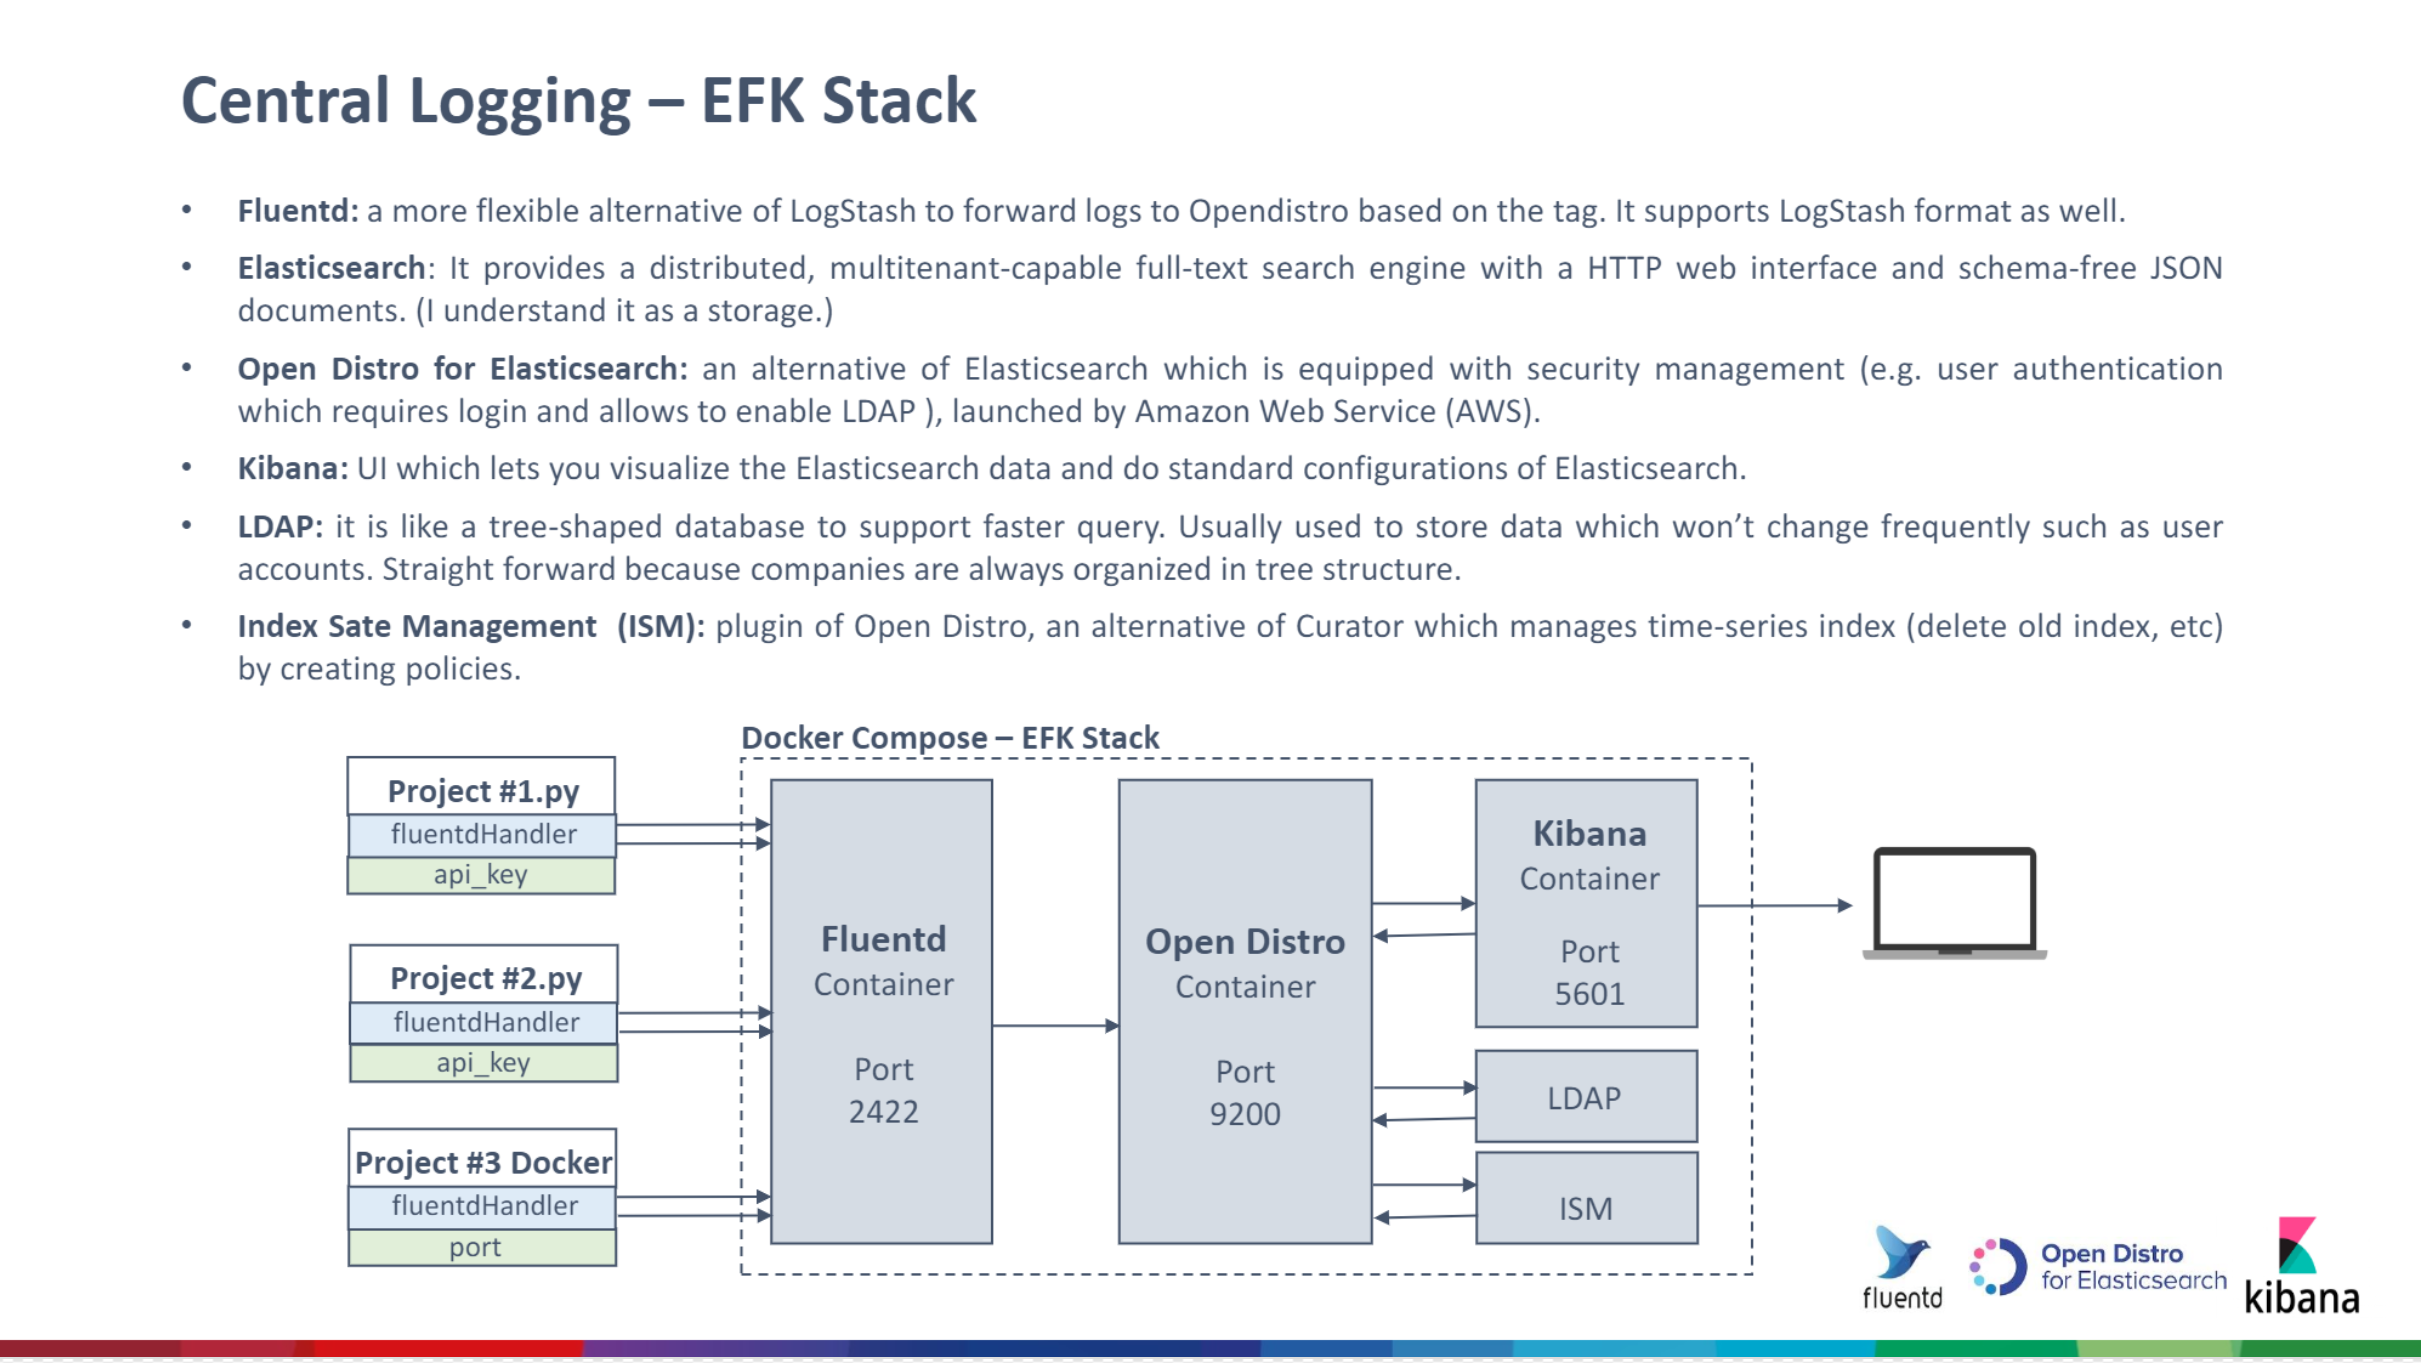 Central Logging – EFK Stack
• Fluentd: a more flexible alternative of LogStash to forward logs to Opendistro based on the tag. It supports LogStash format as well.
• Elasticsearch: It provides a distributed, multitenant-capable full-text search engine with a HTTP web interface and schema-free JSON
documents. (I understand it as a storage.)
• Open Distro for Elasticsearch: an alternative of Elasticsearch which is equipped with security management (e.g. user authentication
which requires login and allows to enable LDAP ), launched by Amazon Web Service (AWS).
• Kibana: UI which lets you visualize the Elasticsearch data and do standard configurations of Elasticsearch.
• LDAP: it is like a tree-shaped database to support faster query. Usually used to store data which won’t change frequently such as user
accounts. Straight forward because companies are always organized in tree structure.
• Index Sate Management (ISM): plugin of Open Distro, an alternative of Curator which manages time-series index (delete old index, etc)
by creating policies.
Docker Compose – EFK Stack
Project #1.py
fluentdHandler
api_key
Project #2.py
fluentdHandler
api_key
Project #3 Docker
fluentdHandler
port
Fluentd
Container
Port
2422
Open Distro
Container
Port
9200
Kibana
Container
Port
5601
LDAP
ISM
fluentd
Open Distro
for Elasticsearch
kibana